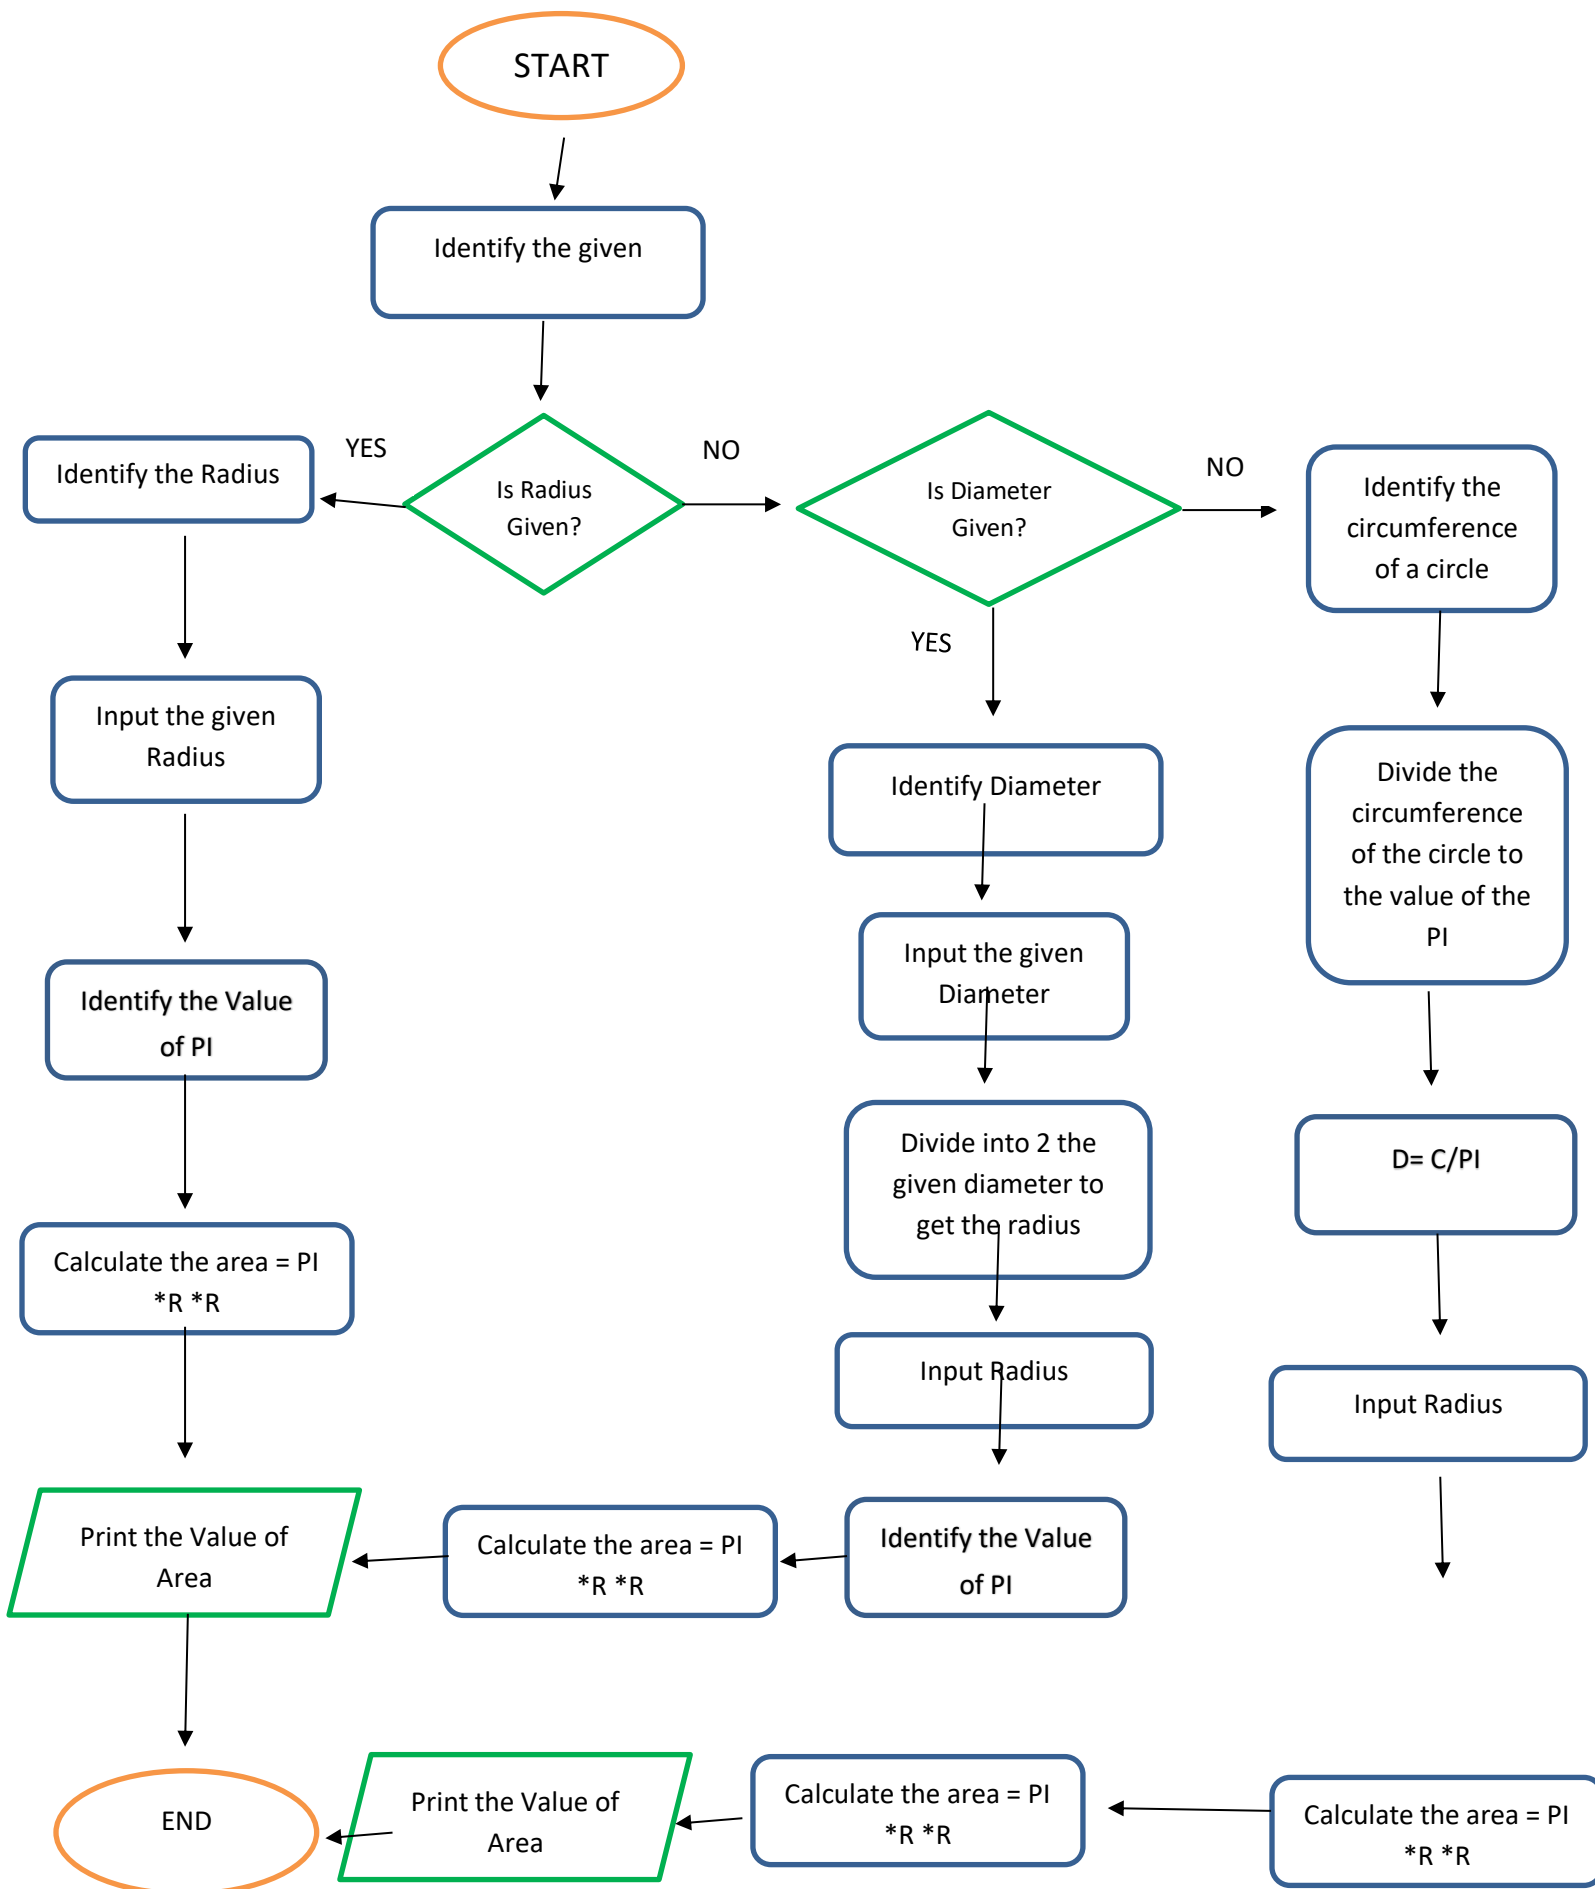 START
Identify the given
YES
NO
NO
Identify the Radius
Is Radius
Given?
Is Diameter
Given?
Identify the
circumference
of a circle
YES
Input the given
Radius
Identify Diameter
Divide the
circumference
of the circle to
the value of the
PI
Input the given
Diameter
Identify the Value
of PI
Divide into 2 the
given diameter to
get the radius
D= C/PI
Calculate the area = PI
*R *R
Input Radius
Input Radius
Print the Value of
Area
Calculate the area = PI
*R *R
Identify the Value
of PI
END
Print the Value of
Area
Calculate the area = PI
*R *R
Calculate the area = PI
*R *R